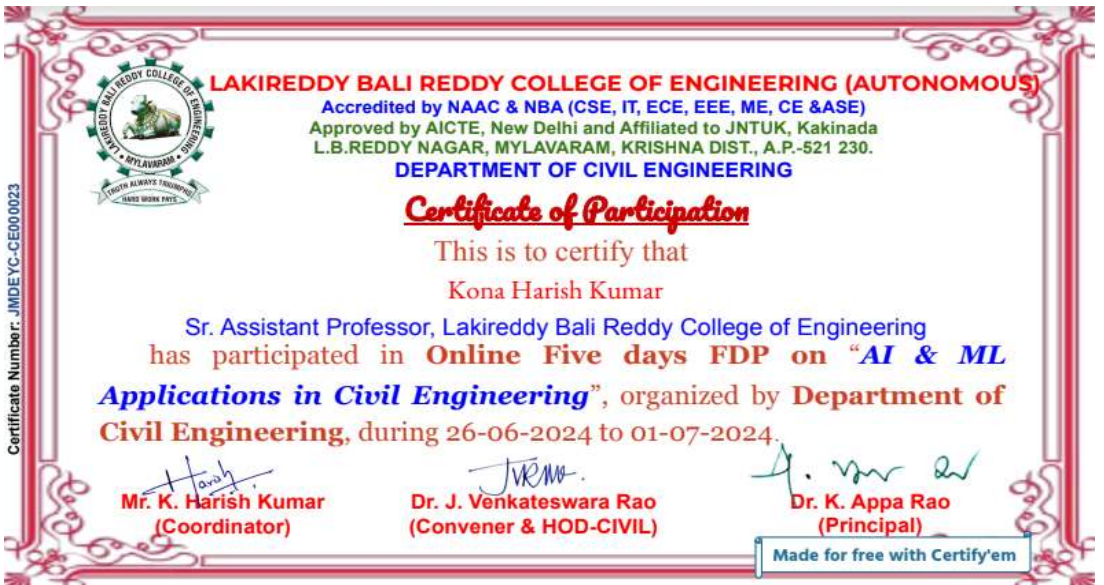 LAKIREDDY BALI REDDY COLLEGE OF ENGINEERING (AUTONOMOUS)
Accredited by NAAC & NBA (CSE, IT, ECE, EEE, ME, CE &ASE)
Approved by AICTE, New Delhi and Affiliated to JNTUK, Kakinada
L.B.REDDY NAGAR, MYLAVARAM, KRISHNA DIST., A.P.-521 230.
DEPARTMENT OF CIVIL ENGINEERING
LAKIREDDY BALI REDDY COLLEGE OF ENGINEERING
• MYLAVARAM •
TRUTH ALWAYS TRIUMPHS
HARD WORK PAYS
Certificate Number: JMDEYC-CE000023
Certificate of Participation
This is to certify that
Kona Harish Kumar
Sr. Assistant Professor, Lakireddy Bali Reddy College of Engineering
has participated in Online Five days FDP on “AI & ML
Applications in Civil Engineering”, organized by Department of
Civil Engineering, during 26-06-2024 to 01-07-2024.
Harish
JVRAO.
Mr. K. Harish Kumar
(Coordinator)
Dr. J. Venkateswara Rao
(Convener & HOD-CIVIL)
Dr. K. Appa Rao
(Principal)
Made for free with Certify'em